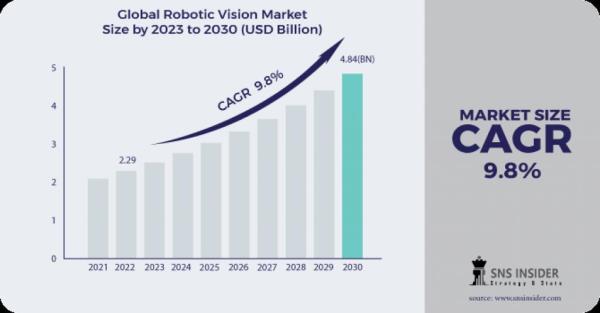 Global Robotic Vision Market
Size by 2023 to 2030 (USD Billion)
4.84(BN)
CAGR 9.8%
2.29
5
4
3
2
1
0
2021 2022 2023 2024 2025 2026 2027 2028 2029 2030
MARKET SIZE
CAGR
9.8%
SNS INSIDER
Strategy & Stats
source: www.snsinsider.com